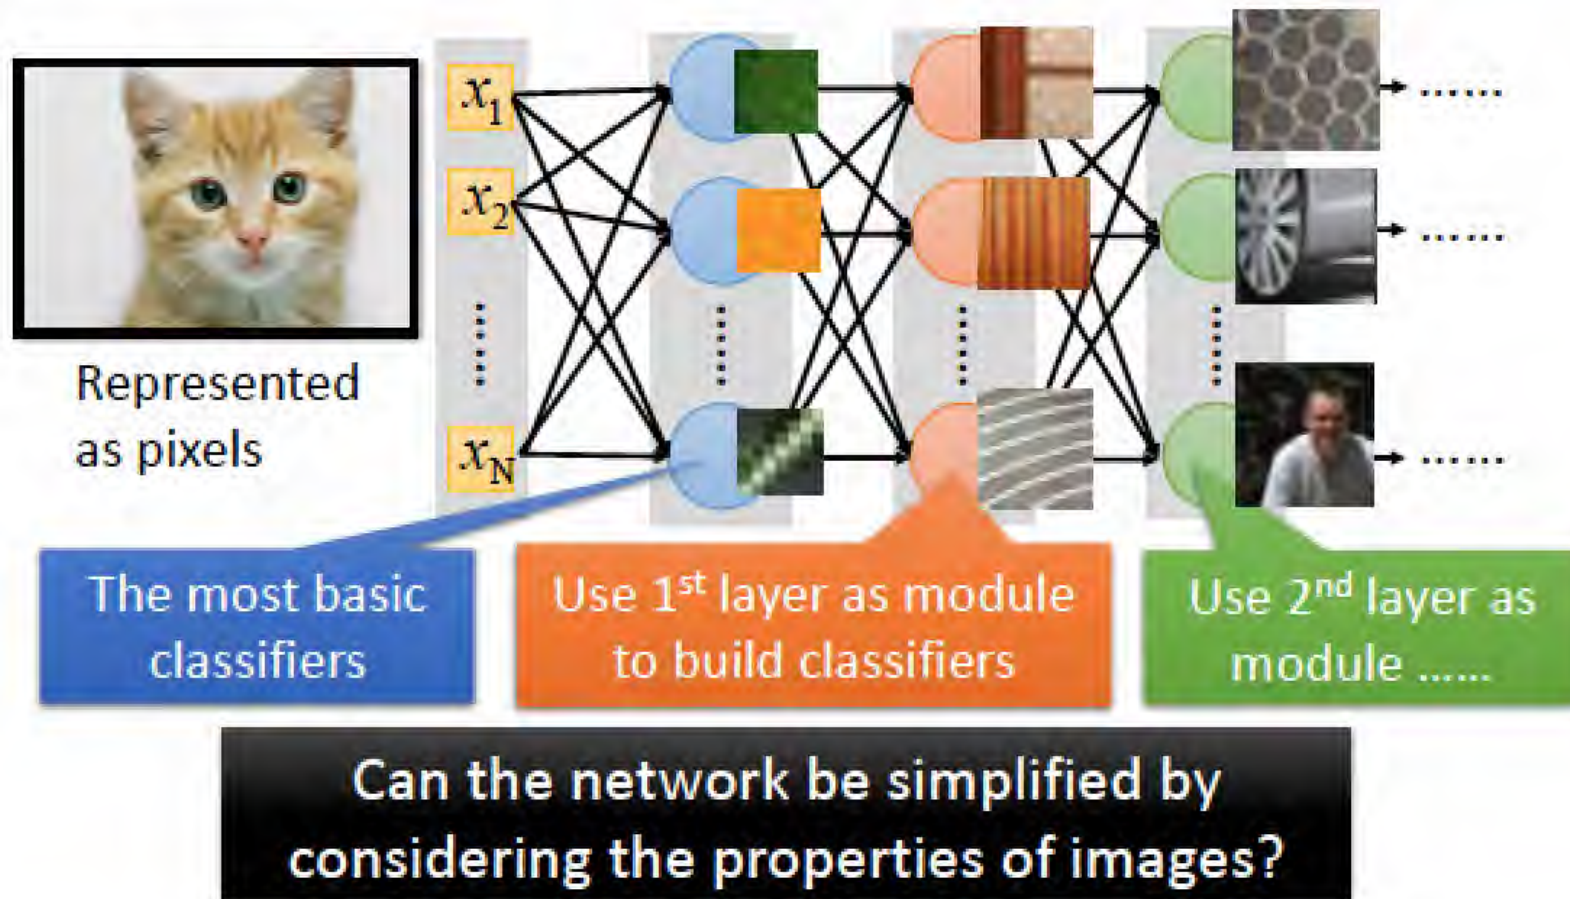 Represented
as pixels
x1
x2
......
xN
......
......
......
......
......
......
The most basic
classifiers
Use 1st layer as module
to build classifiers
Use 2nd layer as
module ......
Can the network be simplified by
considering the properties of images?